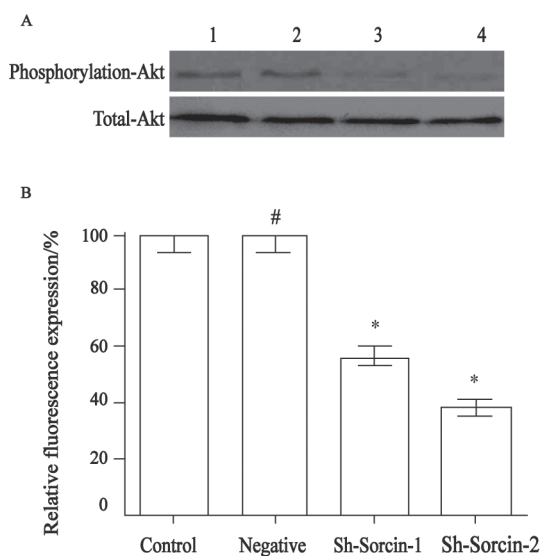 A
1 2 3 4
Phosphorylation-Akt
Total-Akt
B
Relative fluorescence expression/%
100
80
60
40
20
0
#
*
*
Control Negative Sh-Sorcin-1 Sh-Sorcin-2